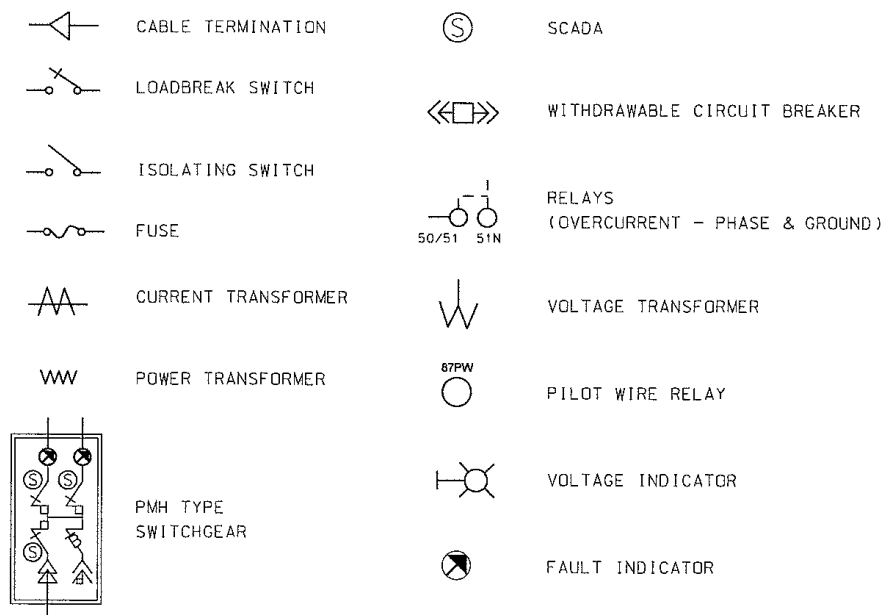 CABLE TERMINATION
LOADBREAK SWITCH
ISOLATING SWITCH
FUSE
CURRENT TRANSFORMER
POWER TRANSFORMER
S
S
S
PMH TYPE
SWITCHGEAR
S
SCADA
WITHDRAWABLE CIRCUIT BREAKER
50/51 51N
RELAYS
(OVERCURRENT - PHASE & GROUND)
VOLTAGE TRANSFORMER
87PW
PILOT WIRE RELAY
VOLTAGE INDICATOR
FAULT INDICATOR